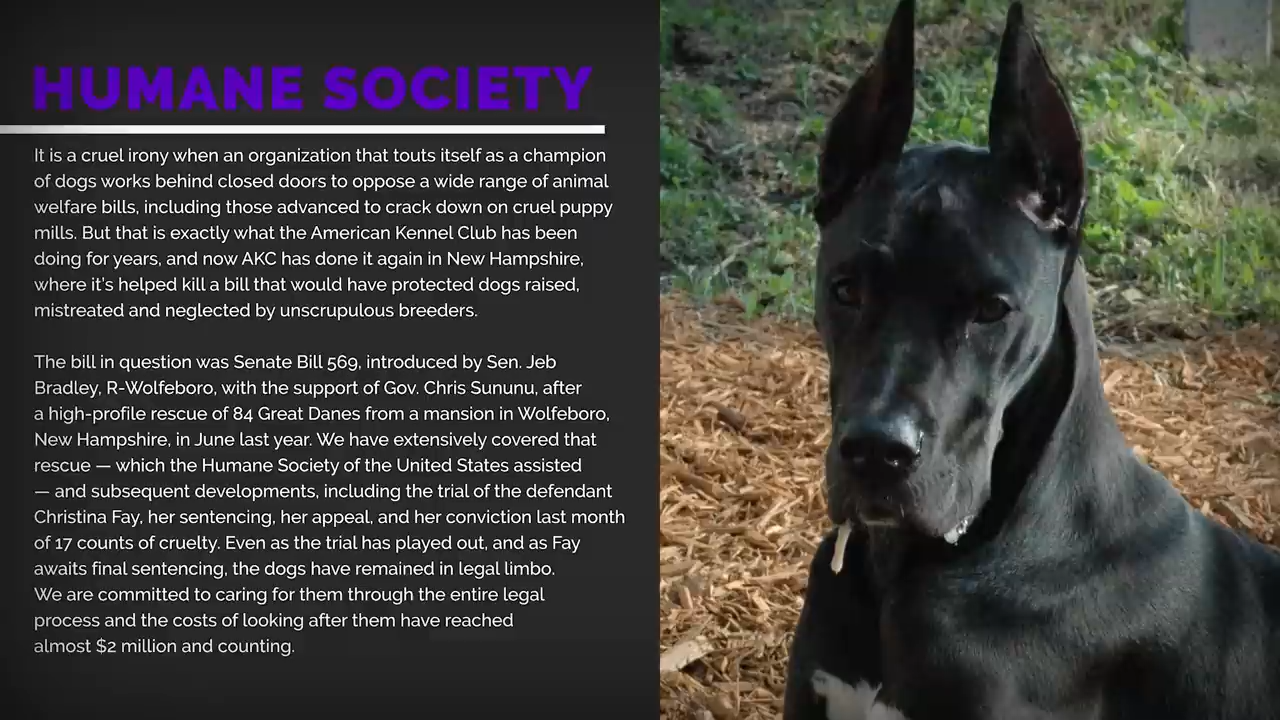 HUMANE SOCIETY
It is a cruel irony when an organization that touts itself as a champion
of dogs works behind closed doors to oppose a wide range of animal
welfare bills, including those advanced to crack down on cruel puppy
mills. But that is exactly what the American Kennel Club has been
doing for years, and now AKC has done it again in New Hampshire,
where it's helped kill a bill that would have protected dogs raised,
mistreated and neglected by unscrupulous breeders.
The bill in question was Senate Bill 569, introduced by Sen. Jeb
Bradley, R-Wolfeboro, with the support of Gov. Chris Sununu, after
a high-profile rescue of 84 Great Danes from a mansion in Wolfeboro,
New Hampshire, in June last year. We have extensively covered that
rescue — which the Humane Society of the United States assisted
— and subsequent developments, including the trial of the defendant
Christina Fay, her sentencing, her appeal, and her conviction last month
of 17 counts of cruelty. Even as the trial has played out, and as Fay
awaits final sentencing, the dogs have remained in legal limbo.
We are committed to caring for them through the entire legal
process and the costs of looking after them have reached
almost $2 million and counting.